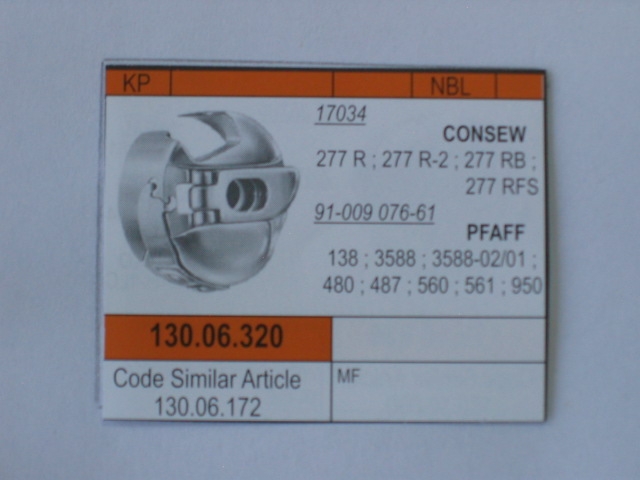 KP NBL
17034
CONSEW
277 R ; 277 R-2 ; 277 RB ;
277 RFS
91-009 076-61
PFAFF
138 ; 3588 ; 3588-02/01 ;
480 ; 487 ; 560 ; 561 ; 950
130.06.320
Code Similar Article
130.06.172
MF